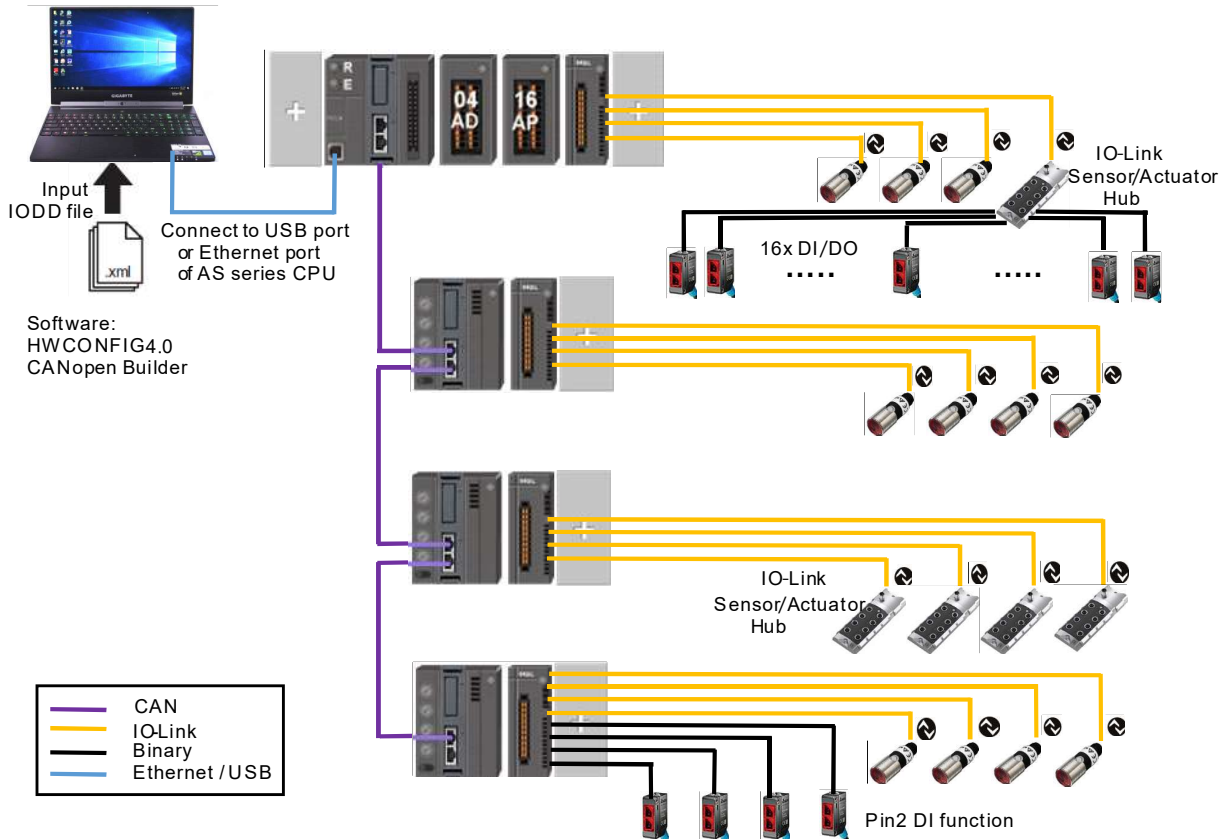 R
E
04
AD
16
AP
GIGABYTE
Input
IODD file
.xml
Connect to USB port
or Ethernet port
of AS series CPU
Software:
HWCONFIG4.0
CANopen Builder
IO-Link
Sensor/Actuator
Hub
16x DI/DO
.....
.....
IO-Link
Sensor/Actuator
Hub
CAN
IO-Link
Binary
Ethernet/USB
Pin2 DI function